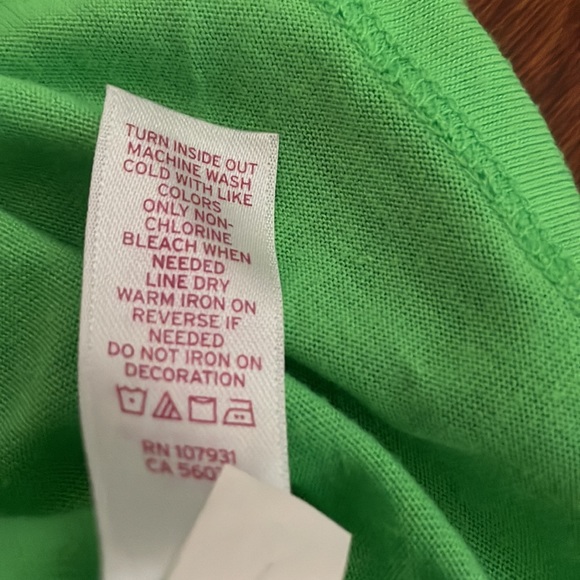 TURN INSIDE OUT
MACHINE WASH
COLD WITH LIKE
COLORS
ONLY NON-
CHLORINE
BLEACH WHEN
NEEDED
LINE DRY
WARM IRON ON
REVERSE IF
NEEDED
DO NOT IRON ON
DECORATION
RN 107931
CA